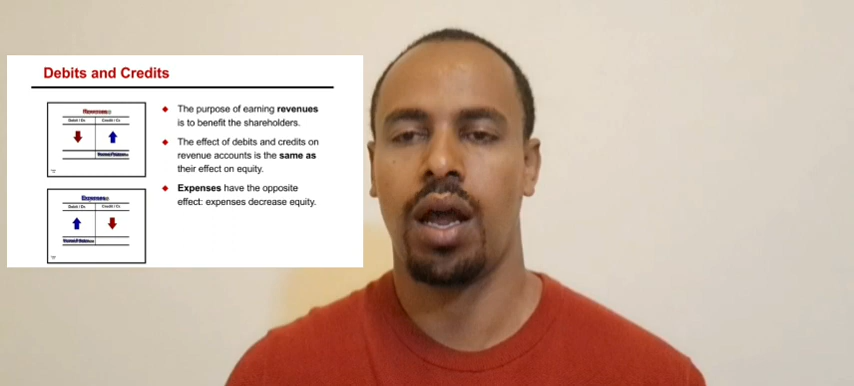 Debits and Credits
Revenues
Debit / Dr. Credit / Cr.
The purpose of earning revenues
is to benefit the shareholders.
The effect of debits and credits on
revenue accounts is the same as
their effect on equity.
Expenses
Debit / Dr. Credit / Cr.
Expenses have the opposite
effect: expenses decrease equity.